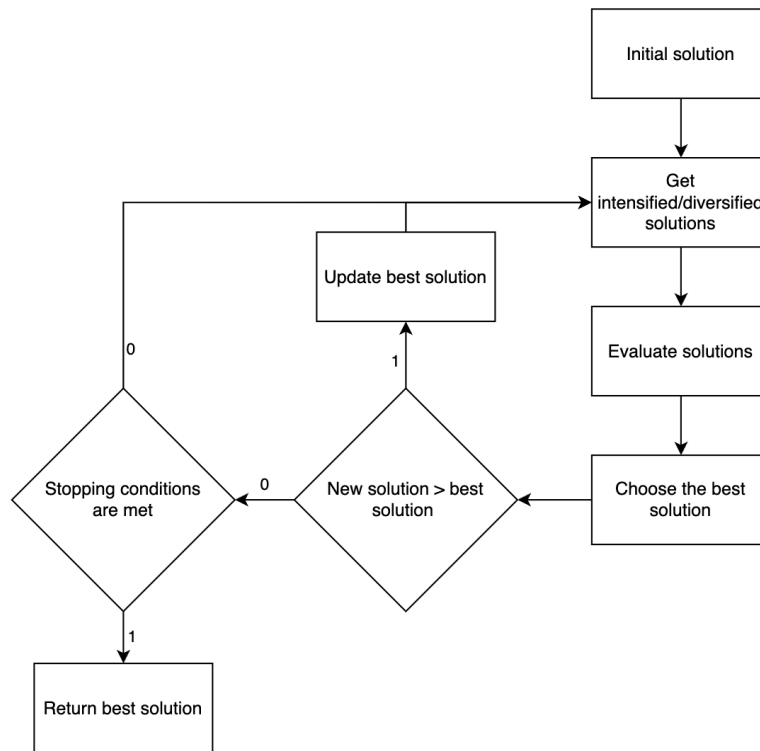 Initial solution
Get
intensified/diversified
solutions
Update best solution
Evaluate solutions
0
1
Stopping conditions
are met
0
New solution > best
solution
Choose the best
solution
1
Return best solution